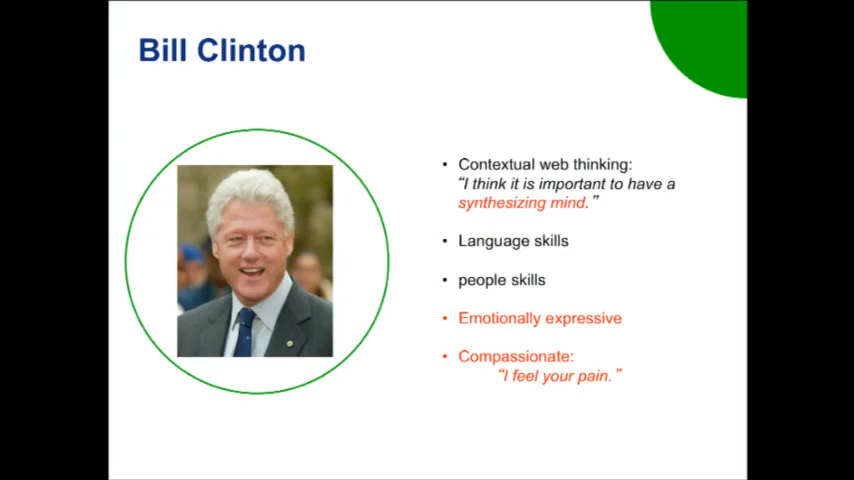 Bill Clinton
• Contextual web thinking:
“I think it is important to have a
synthesizing mind.”
• Language skills
• people skills
• Emotionally expressive
• Compassionate:
“I feel your pain.”